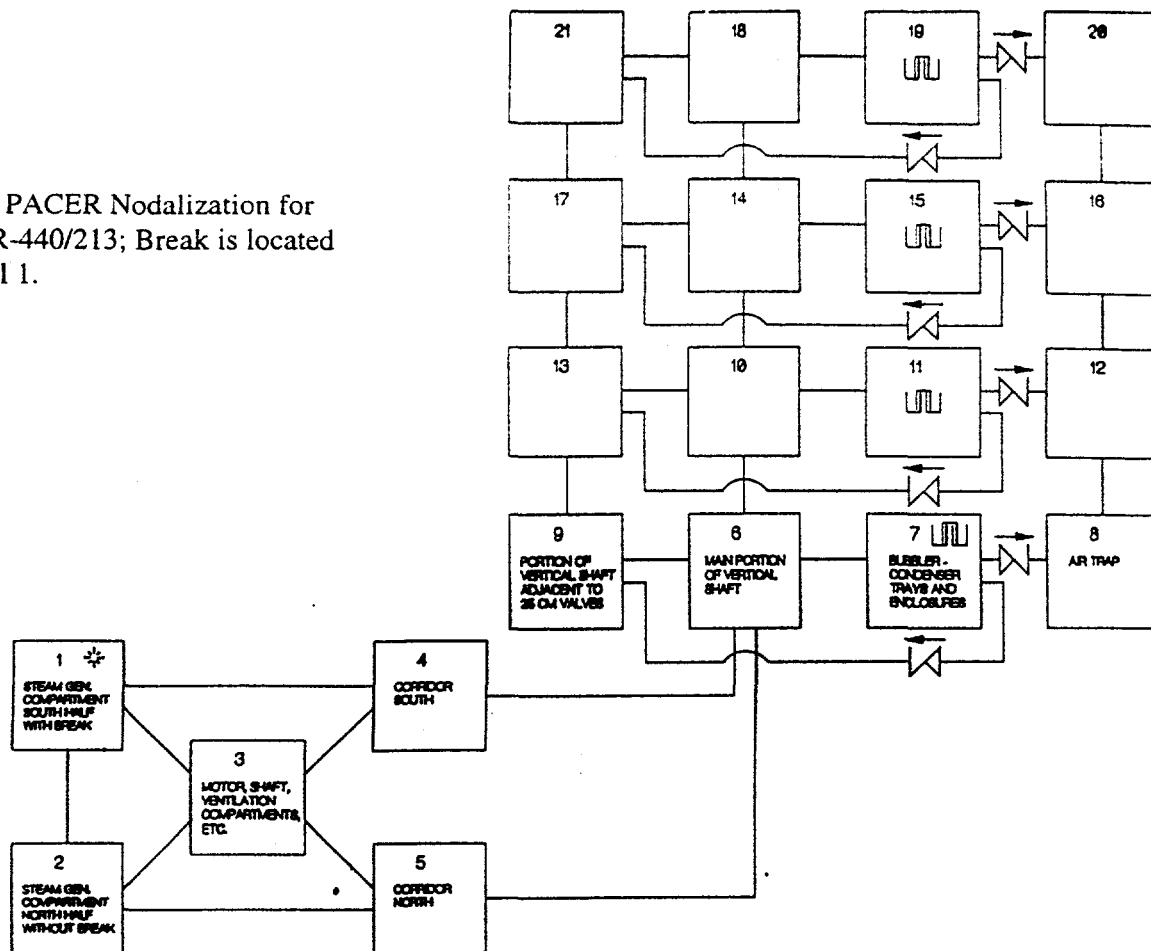 PACER Nodalization for
R-440/213; Break is located
l 1.
21
18
19
20
17
14
15
16
13
10
11
12
9
PORTION OF
VERTICAL SHAFT
ADJACENT TO
25 CM VALVES
6
MAIN PORTION
OF VERTICAL
SHAFT
7
BUBBLER -
CONDENSER
TRAYS AND
ENCLOSURES
8
AIR TRAP
1
STEAM GEN.
COMPARTMENT
SOUTH HALF
WITH BREAK
4
CORRIDOR
SOUTH
3
MOTOR, SHAFT,
VENTILATION
COMPARTMENTS,
ETC.
2
STEAM GEN.
COMPARTMENT
NORTH HALF
WITHOUT BREAK
5
CORRIDOR
NORTH